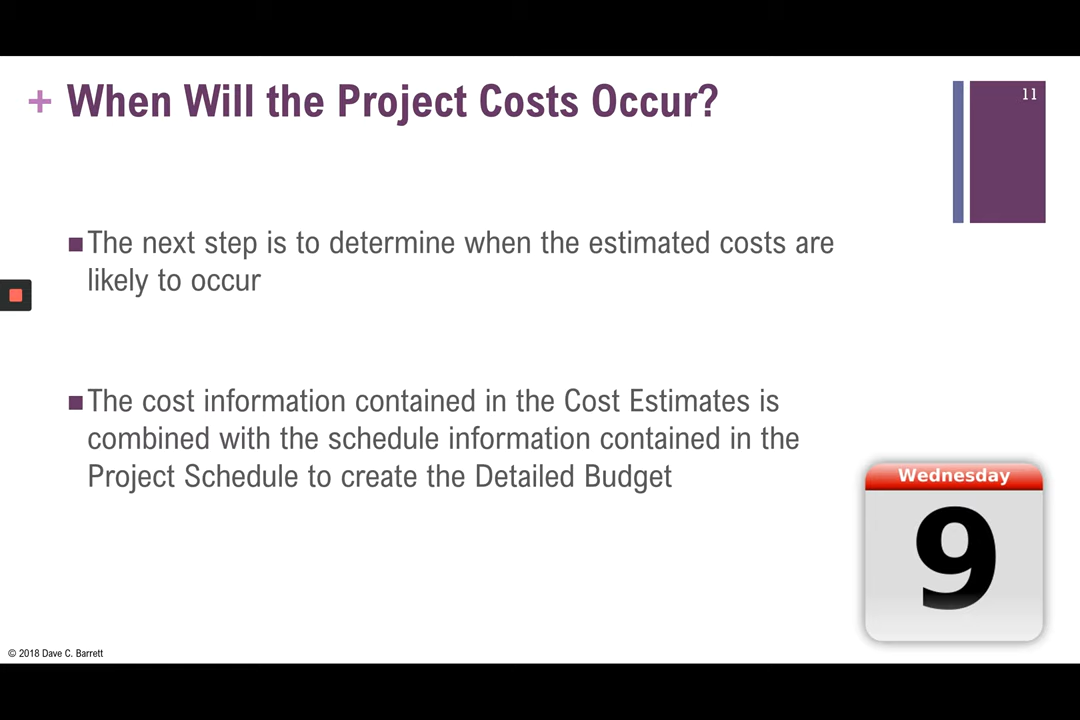 + When Will the Project Costs Occur?
11
The next step is to determine when the estimated costs are
likely to occur
The cost information contained in the Cost Estimates is
combined with the schedule information contained in the
Project Schedule to create the Detailed Budget
Wednesday
9
© 2018 Dave C. Barrett